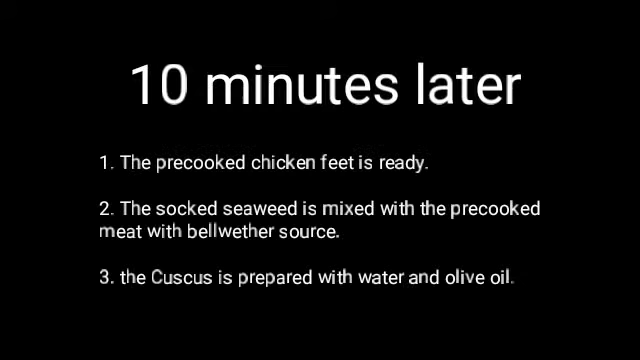 10 minutes later
1. The precooked chicken feet is ready.
2. The socked seaweed is mixed with the precooked
meat with bellwether source.
3. the Cuscus is prepared with water and olive oil.